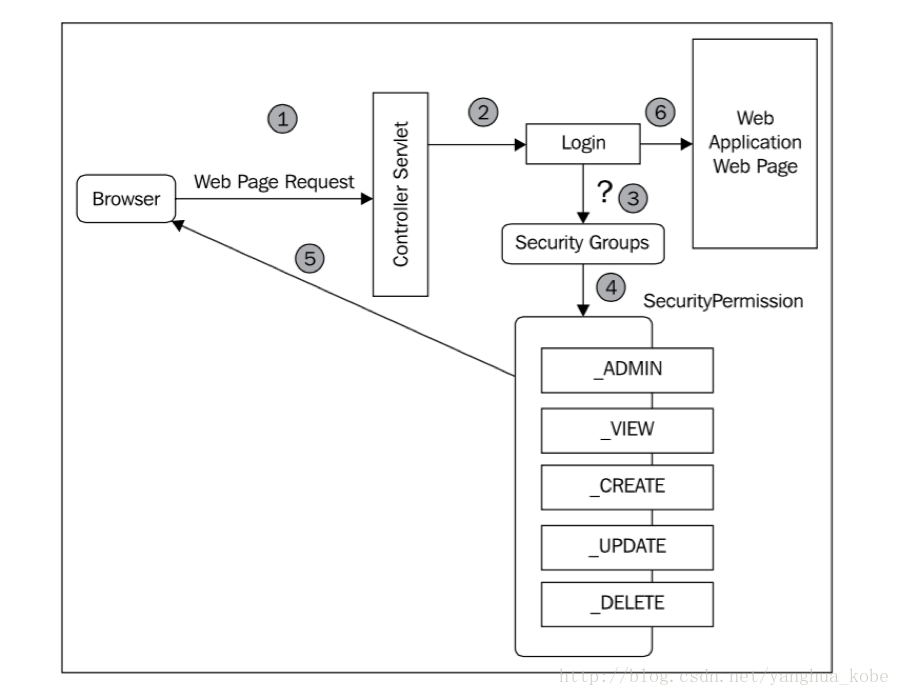 1
2
6
Web
Application
Web Page
Login
Controller Servlet
Web Page Request
Browser
?
3
Security Groups
5
4
SecurityPermission
_ADMIN
_VIEW
_CREATE
_UPDATE
_DELETE
http://blog.csdn.net/yanghua_kobe